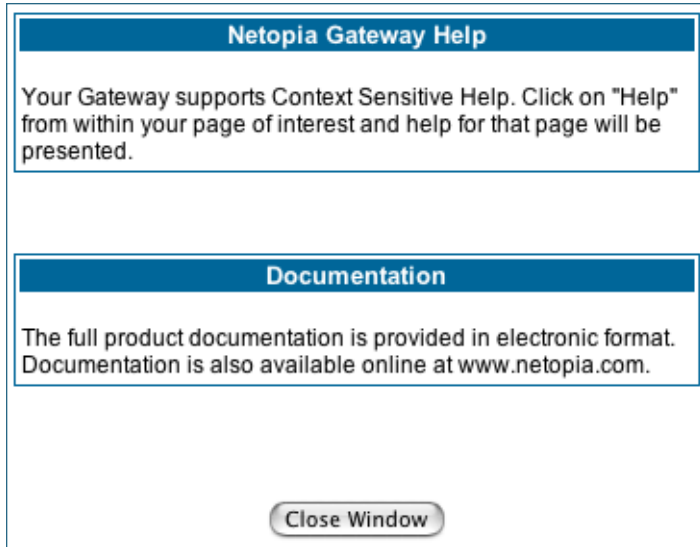 Netopia Gateway Help
Your Gateway supports Context Sensitive Help. Click on "Help"
from within your page of interest and help for that page will be
presented.
Documentation
The full product documentation is provided in electronic format.
Documentation is also available online at www.netopia.com.
Close Window